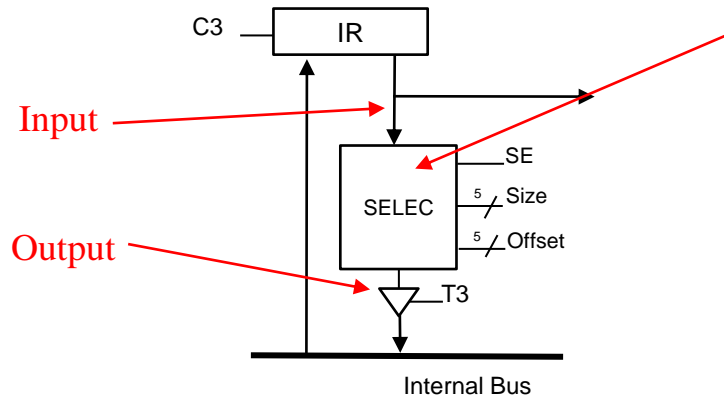 C3
IR
Input
SE
5
Size
SELEC
5
Offset
Output
T3
Internal Bus